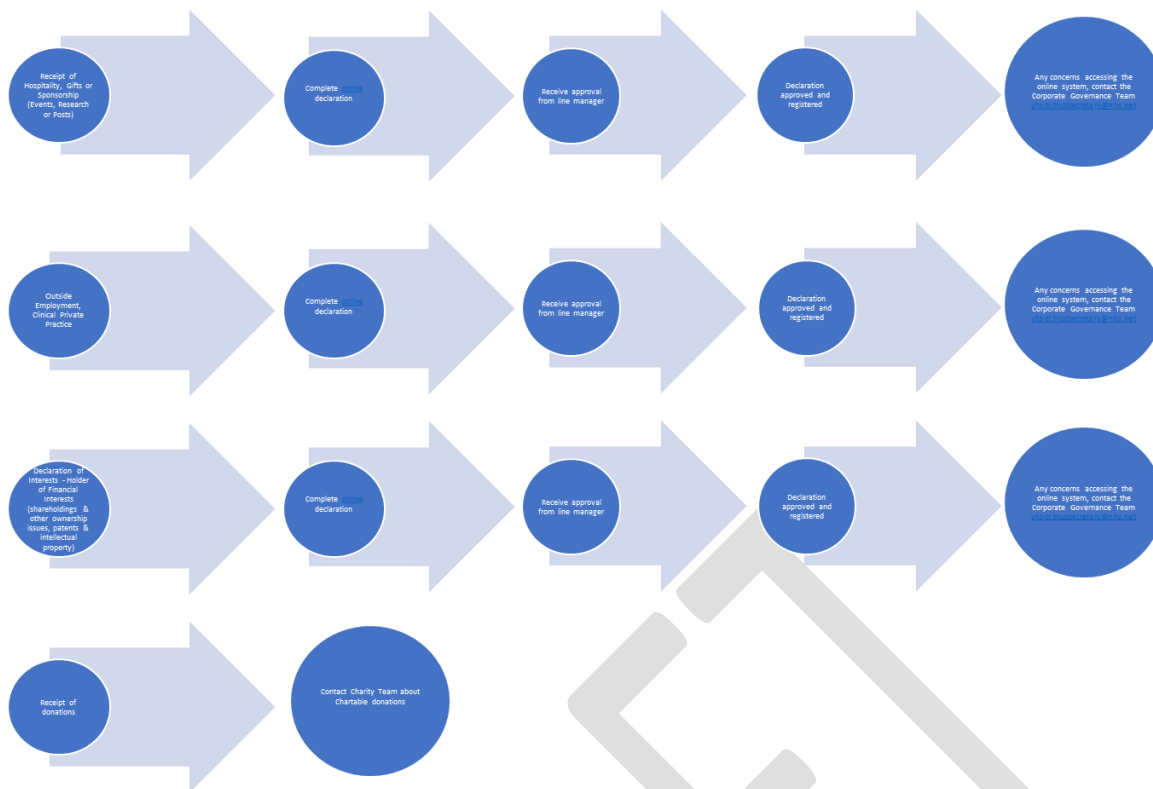 Receipt of
Hospitality, Gifts or
Sponsorship
(Events, Research
or Posts)
Complete online
declaration
Receive approval
from line manager
Declaration
approved and
registered
Any concerns accessing the
online system, contact the
Corporate Governance Team
Outside
Employment,
Clinical Private
Practice
Complete online
declaration
Receive approval
from line manager
Declaration
approved and
registered
Any concerns accessing the
online system, contact the
Corporate Governance Team
Declaration of
Interests - Holder
of Financial
Interests
(shareholdings &
other ownership
issues, patents &
intellectual
property)
Complete online
declaration
Receive approval
from line manager
Declaration
approved and
registered
Any concerns accessing the
online system, contact the
Corporate Governance Team
Receipt of
donations
Contact Charity Team about
Chartable donations